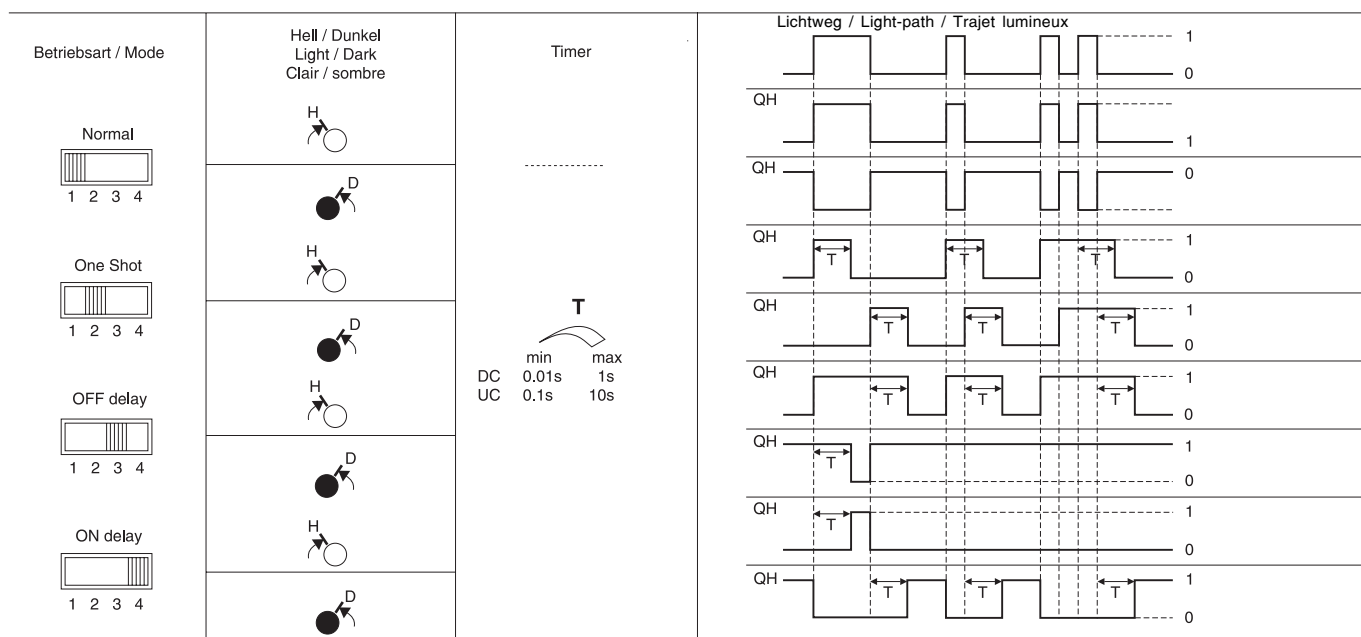 Betriebsart / Mode
Hell / Dunkel
Light / Dark
Clair / sombre
Timer
Lichtweg / Light-path / Trajet lumineux
1
0
Normal
1 2 3 4
H
D
QH
1
QH
0
One Shot
1 2 3 4
H
D
QH
T T T
1
0
QH
T T T
1
0
T
min max
DC 0.01s 1s
UC 0.1s 10s
OFF delay
1 2 3 4
H
D
QH
T T T
1
0
QH
T
1
0
ON delay
1 2 3 4
H
D
QH
T
1
0
QH
T T T
1
0